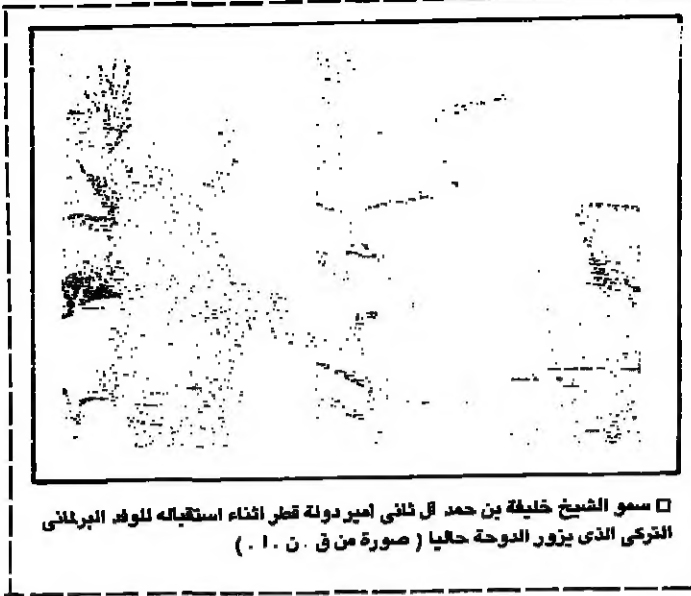 □ سمو الشيخ خليفة بن حمد آل ثانى امير دولة قطر اثناء استقباله للوفد البرلمانى
التركى الذى يزور الدوحة حاليا ( صورة من ق . ن . ا . )